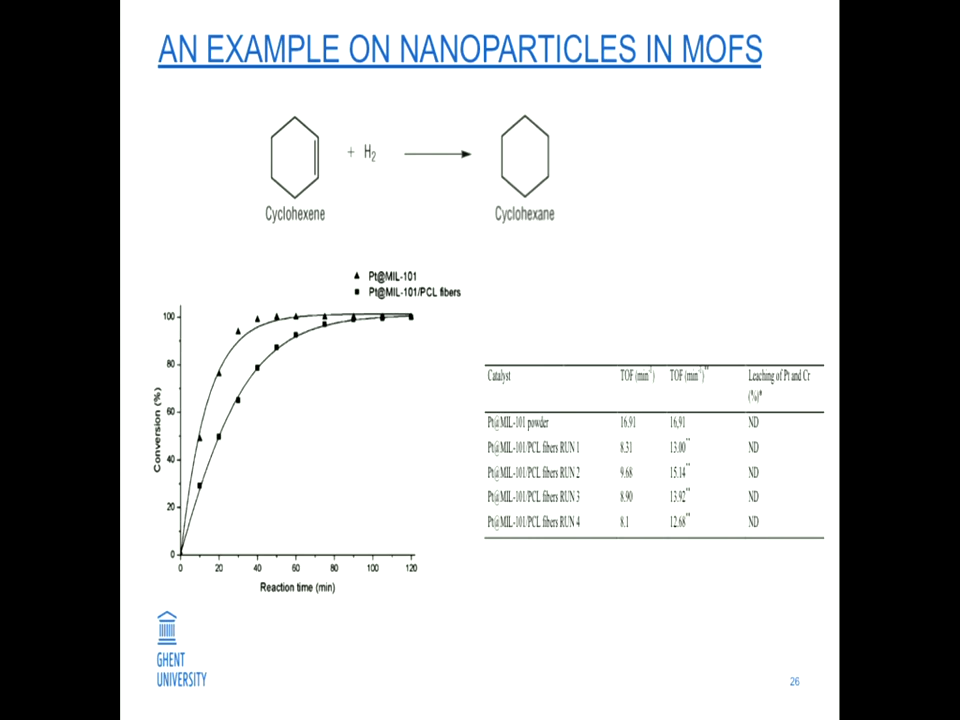 AN EXAMPLE ON NANOPARTICLES IN MOFS
+ H2
Cyclohexene
Cyclohexane
Pt@MIL-101
Pt@MIL-101/PCL fibers
Conversion (%)
100
80
60
40
20
0
0 20 40 60 80 100 120
Reaction time (min)
Catalyst TOF (min-1) TOF (min-1)** Leaching of Pt and Cr
(%)*
Pt@MIL-101 powder 16.91 16.91 ND
Pt@MIL-101/PCL fibers RUN 1 8.31 13.00** ND
Pt@MIL-101/PCL fibers RUN 2 9.68 15.14** ND
Pt@MIL-101/PCL fibers RUN 3 8.90 13.92** ND
Pt@MIL-101/PCL fibers RUN 4 8.1 12.68** ND
GHENT
UNIVERSITY
26